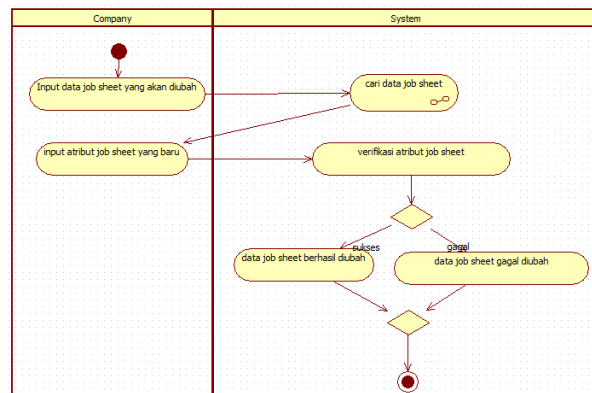 Company
System
Input data job sheet yang akan diubah
cari data job sheet
input atribut job sheet yang baru
verifikasi atribut job sheet
sukses
gagal
data job sheet berhasil diubah
data job sheet gagal diubah